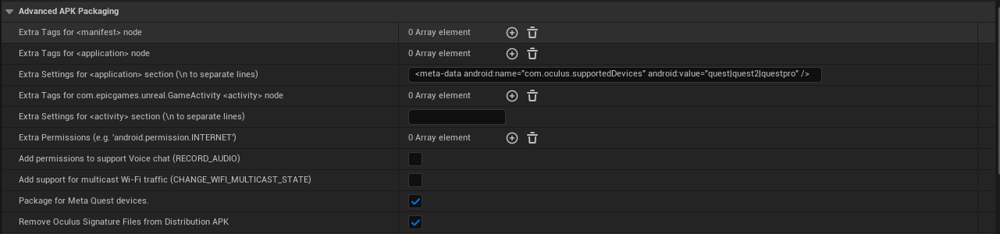 Advanced APK Packaging
Extra Tags for <manifest> node 0 Array element
Extra Tags for <application> node 0 Array element
Extra Settings for <application> section (\n to separate lines) <meta-data android:name="com.oculus.supportedDevices" android:value="quest|quest2|questpro" />
Extra Tags for com.epicgames.unreal.GameActivity <activity> node 0 Array element
Extra Settings for <activity> section (\n to separate lines)
Extra Permissions (e.g. 'android.permission.INTERNET') 0 Array element
Add permissions to support Voice chat (RECORD_AUDIO)
Add support for multicast Wi-Fi traffic (CHANGE_WIFI_MULTICAST_STATE)
Package for Meta Quest devices.
Remove Oculus Signature Files from Distribution APK